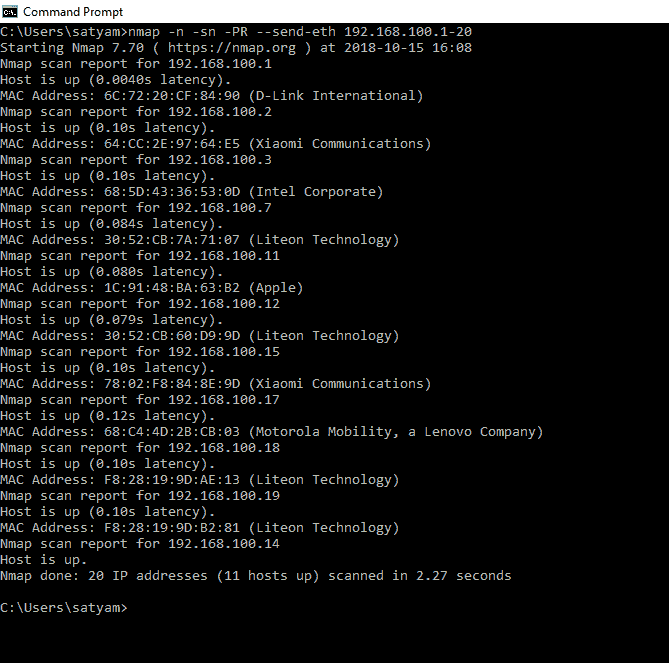 Command Prompt
C:\Users\satyam>nmap -n -sn -PR --send-eth 192.168.100.1-20
Starting Nmap 7.70 ( https://nmap.org ) at 2018-10-15 16:08
Nmap scan report for 192.168.100.1
Host is up (0.0040s latency).
MAC Address: 6C:72:20:CF:84:90 (D-Link International)
Nmap scan report for 192.168.100.2
Host is up (0.10s latency).
MAC Address: 64:CC:2E:97:64:E5 (Xiaomi Communications)
Nmap scan report for 192.168.100.3
Host is up (0.10s latency).
MAC Address: 68:5D:43:36:53:0D (Intel Corporate)
Nmap scan report for 192.168.100.7
Host is up (0.084s latency).
MAC Address: 30:52:CB:7A:71:07 (Liteon Technology)
Nmap scan report for 192.168.100.11
Host is up (0.080s latency).
MAC Address: 1C:91:48:BA:63:B2 (Apple)
Nmap scan report for 192.168.100.12
Host is up (0.079s latency).
MAC Address: 30:52:CB:60:D9:9D (Liteon Technology)
Nmap scan report for 192.168.100.15
Host is up (0.10s latency).
MAC Address: 78:02:F8:84:8E:9D (Xiaomi Communications)
Nmap scan report for 192.168.100.17
Host is up (0.12s latency).
MAC Address: 68:C4:4D:2B:CB:03 (Motorola Mobility, a Lenovo Company)
Nmap scan report for 192.168.100.18
Host is up (0.10s latency).
MAC Address: F8:28:19:9D:AE:13 (Liteon Technology)
Nmap scan report for 192.168.100.19
Host is up (0.10s latency).
MAC Address: F8:28:19:9D:B2:81 (Liteon Technology)
Nmap scan report for 192.168.100.14
Host is up.
Nmap done: 20 IP addresses (11 hosts up) scanned in 2.27 seconds
C:\Users\satyam>